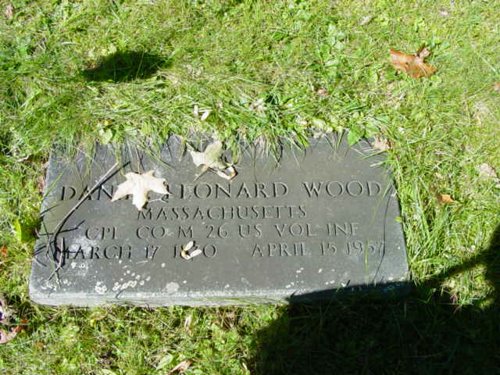 LEONARD WOOD
MASSACHUSETTS
CPL CO M 26 US VOL INF
MARCH 17 APRIL 15 1957